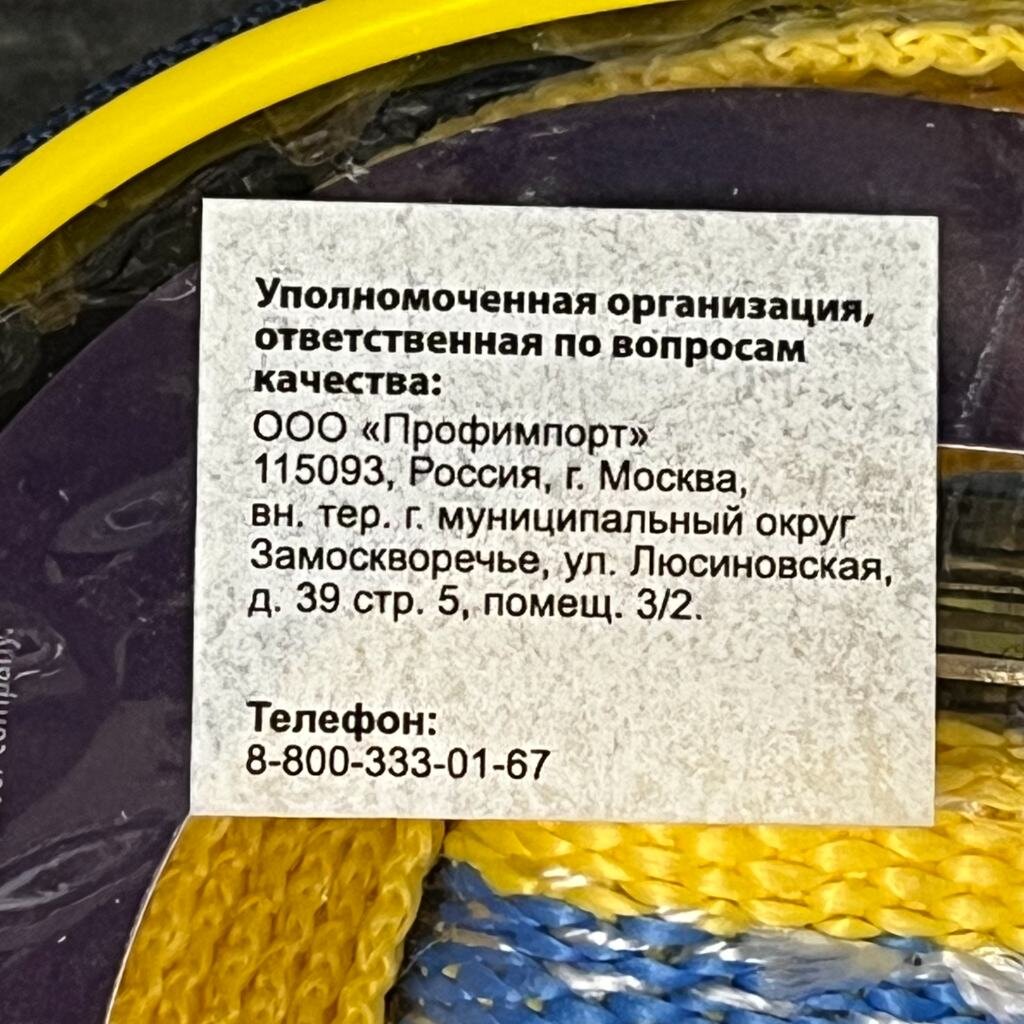 Уполномоченная организация,
ответственная по вопросам
качества:
ООО «Профимпорт»
115093, Россия, г. Москва,
вн. тер. г. муниципальный округ
Замоскворечье, ул. Люсиновская,
д. 39 стр. 5, помещ. 3/2.
Телефон:
8-800-333-01-67
company.